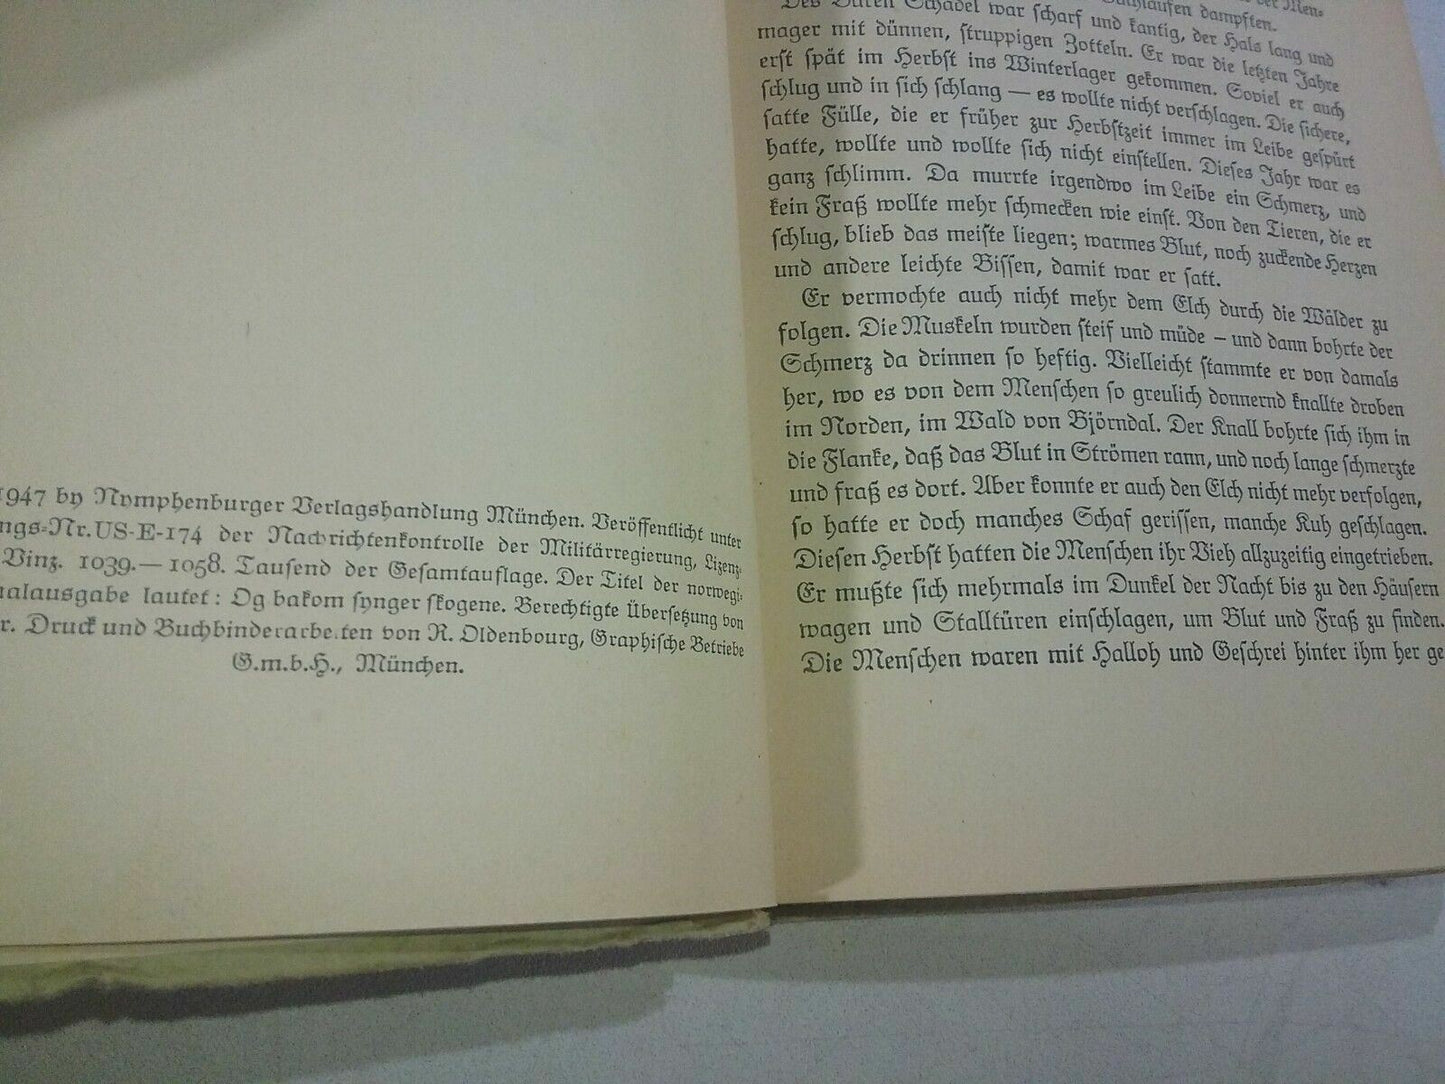 1947 by Nymphenburger Verlagshandlung München. Veröffentlicht unter
ngs-Nr. US-E-174 der Nachrichtenkontrolle der Militärregierung, Lizenz-
Vinz. 1039.—1058. Tausend der Gesamtauflage. Der Titel der norwegi-
nalausgabe lautet: Og bakom synger skogene. Berechtigte Übersetzung von
r. Druck und Buchbinderarbeiten von R. Oldenbourg, Graphische Betriebe
G.m.b.H., München.
der Men-
dampften.
Des Bären Schädel war scharf und kantig, der Hals lang und
mager mit dünnen, struppigen Zotteln. Er war die letzten Jahre
erst spät im Herbst ins Winterlager gekommen. Soviel er auch
schlug und in sich schlang — es wollte nicht verschlagen. Die sichere,
satte Fülle, die er früher zur Herbstzeit immer im Leibe gespürt
hatte, wollte und wollte sich nicht einstellen. Dieses Jahr war es
ganz schlimm. Da murrte irgendwo im Leibe ein Schmerz, und
kein Fraß wollte mehr schmecken wie einst. Von den Tieren, die er
schlug, blieb das meiste liegen; warmes Blut, noch zuckende Herzen
und andere leichte Bissen, damit war er satt.
Er vermochte auch nicht mehr dem Elch durch die Wälder zu
folgen. Die Muskeln wurden steif und müde – und dann bohrte der
Schmerz da drinnen so heftig. Vielleicht stammte er von damals
her, wo es von dem Menschen so greulich donnernd knallte droben
im Norden, im Wald von Björndal. Der Knall bohrte sich ihm in
die Flanke, daß das Blut in Strömen rann, und noch lange schmerzte
und fraß es dort. Aber konnte er auch den Elch nicht mehr verfolgen,
so hatte er doch manches Schaf gerissen, manche Kuh geschlagen.
Diesen Herbst hatten die Menschen ihr Vieh allzuzeitig eingetrieben.
Er mußte sich mehrmals im Dunkel der Nacht bis zu den Häusern
wagen und Stalltüren einschlagen, um Blut und Fraß zu finden.
Die Menschen waren mit Halloh und Geschrei hinter ihm her ge